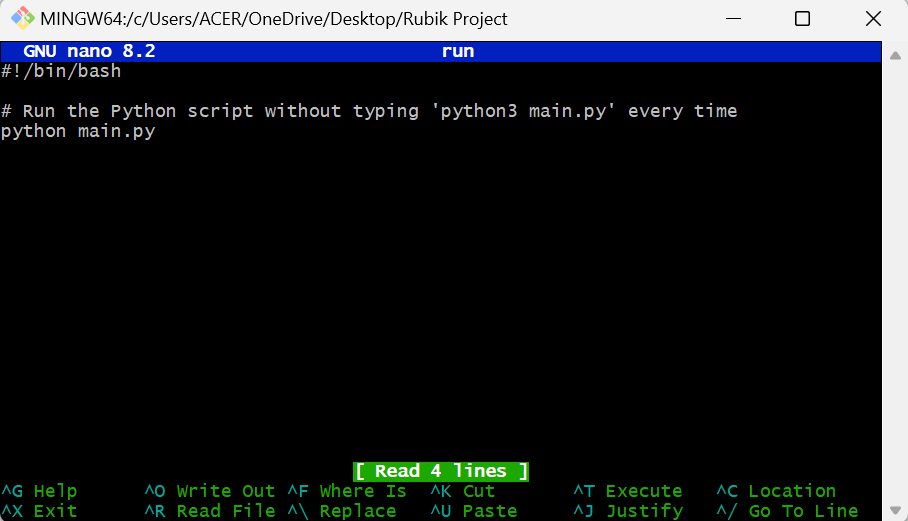 MINGW64:/c/Users/ACER/OneDrive/Desktop/Rubik Project
GNU nano 8.2 run
#!/bin/bash
# Run the Python script without typing 'python3 main.py' every time
python main.py
[ Read 4 lines ]
^G Help ^O Write Out ^F Where Is ^K Cut ^T Execute ^C Location
^X Exit ^R Read File ^\ Replace ^U Paste ^J Justify ^/ Go To Line